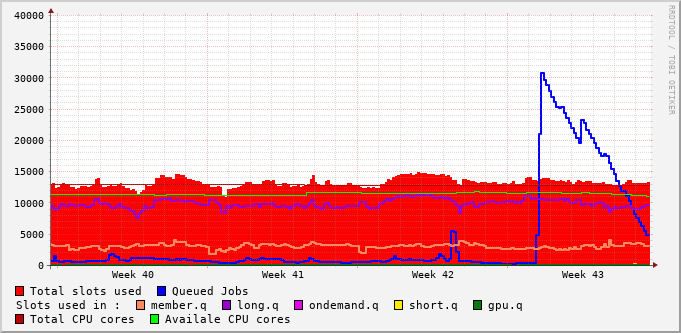 40000
35000
30000
25000
20000
15000
10000
5000
0
Week 40 Week 41 Week 42 Week 43
RRDTOOL / TOBI OETIKER
Total slots used Queued Jobs
Slots used in : member.q long.q ondemand.q short.q gpu.q
Total CPU cores Availale CPU cores